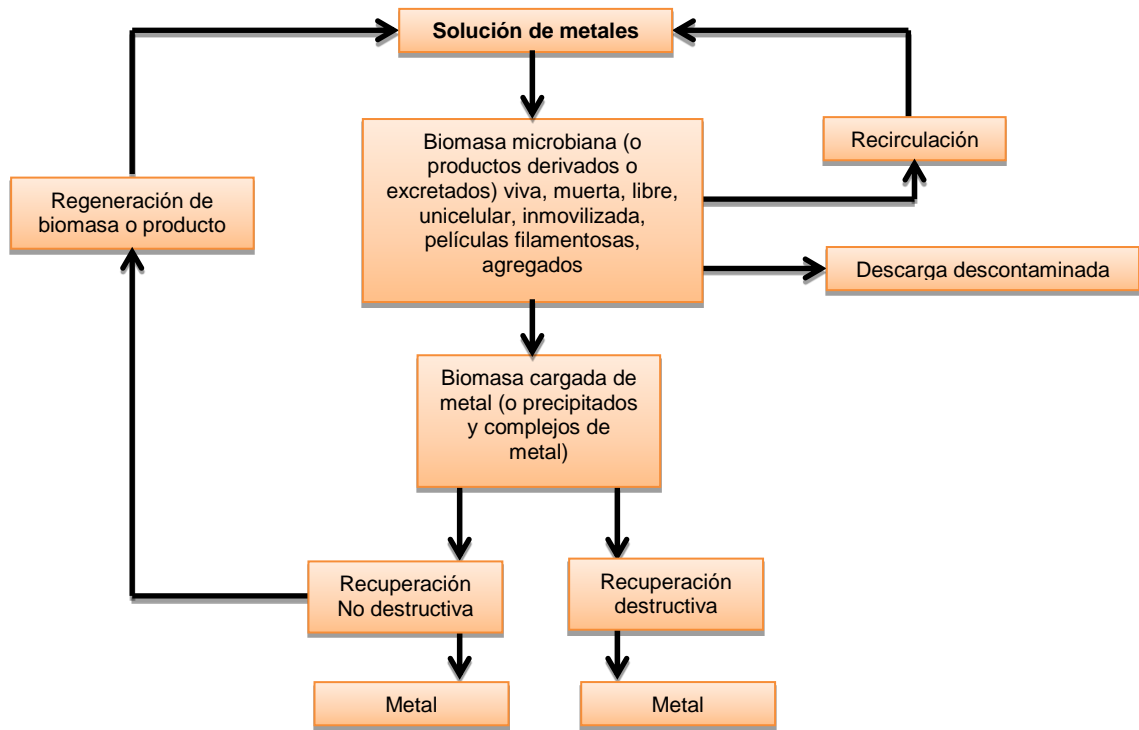 Solución de metales
Biomasa microbiana (o
productos derivados o
excretados) viva, muerta, libre,
unicelular, inmovilizada,
películas filamentosas,
agregados
Recirculación
Regeneración de
biomasa o producto
Descarga descontaminada
Biomasa cargada de
metal (o precipitados
y complejos de
metal)
Recuperación
No destructiva
Recuperación
destructiva
Metal
Metal